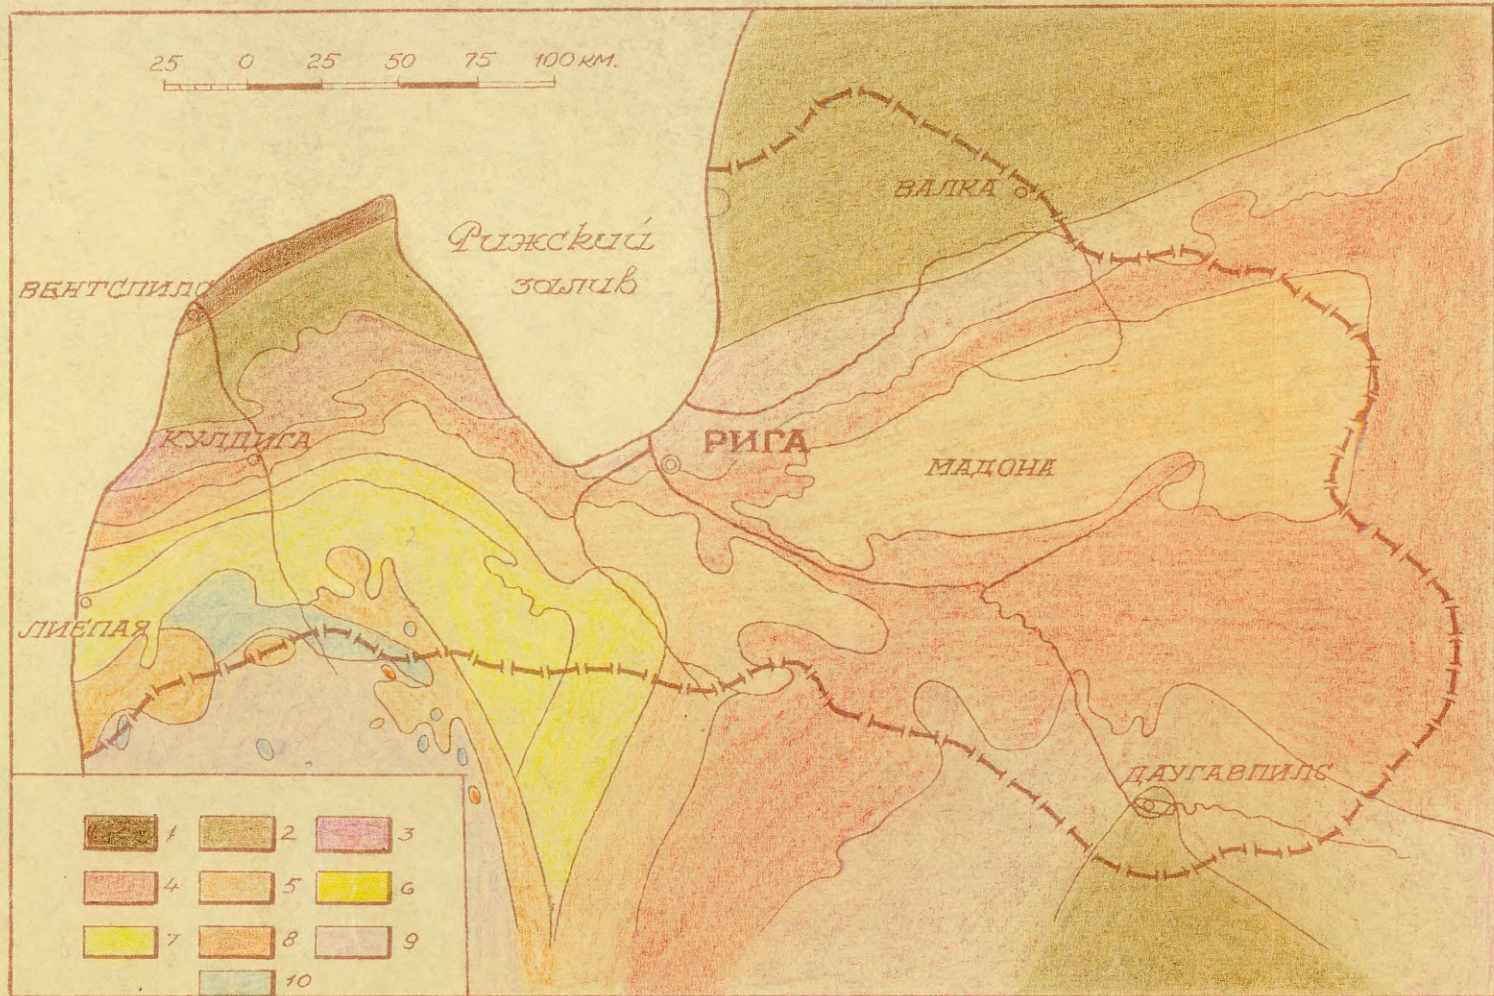 25 0 25 50 75 100 км.
ВАЛКА
Рижский
залив
ВЕНТСПИЛС
КУЛДИГА
РИГА
МАДОНА
ЛИЕПАЯ
ДАУГАВПИЛС
1 2 3
4 5 6
7 8 9
10